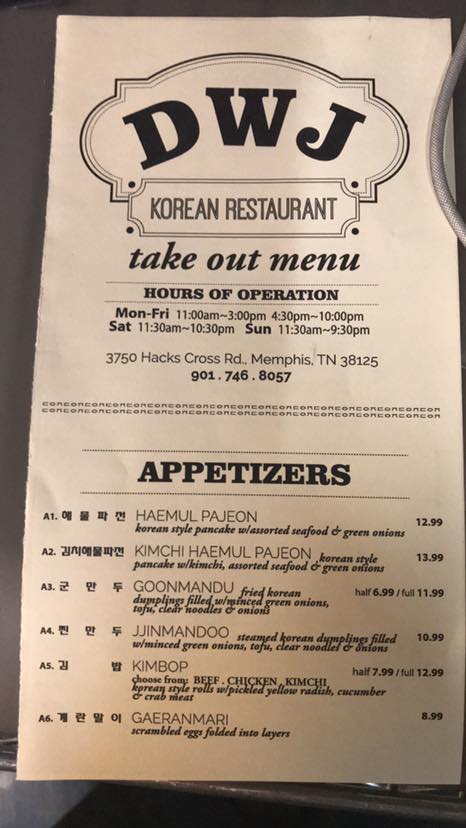 DWJ
KOREAN RESTAURANT
take out menu
HOURS OF OPERATION
Mon-Fri 11:00am~3:00pm 4:30pm~10:00pm
Sat 11:30am~10:30pm Sun 11:30am~9:30pm
3750 Hacks Cross Rd., Memphis, TN 38125
901 . 746 . 8057
APPETIZERS
A1. 해 물 파 전 HAEMUL PAJEON 12.99
korean style pancake w/assorted seafood & green onions
A2. 김치해물파전 KIMCHI HAEMUL PAJEON korean style 13.99
pancake w/kimchi, assorted seafood & green onions
A3. 군 만 두 GOONMANDU fried korean half 6.99 / full 11.99
dumplings filled w/minced green onions,
tofu, clear noodles & onions
A4. 찐 만 두 JJINMANDOO steamed korean dumplings filled 10.99
w/minced green onions, tofu, clear noodles & onions
A5. 김 밥 KIMBOP half 7.99 / full 12.99
choose from: BEEF . CHICKEN . KIMCHI
korean style rolls w/pickled yellow radish, cucumber
& crab meat
A6. 계 란 말 이 GAERANMARI 8.99
scrambled eggs folded into layers